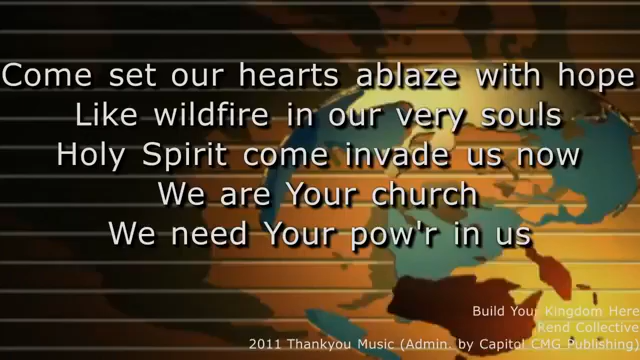 Come set our hearts ablaze with hope
Like wildfire in our very souls
Holy Spirit come invade us now
We are Your church
We need Your pow'r in us
Build Your Kingdom Here
Rend Collective
2011 Thankyou Music (Admin. by Capitol CMG Publishing)